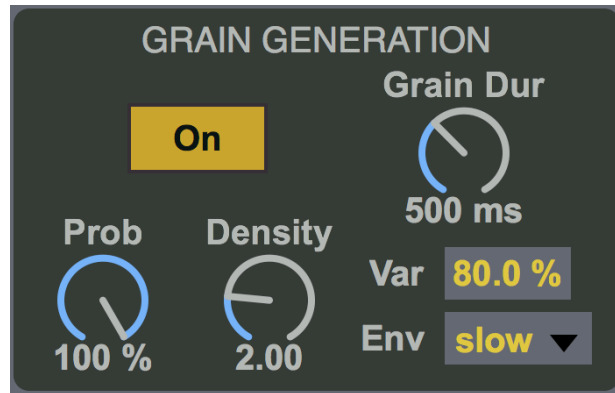 GRAIN GENERATION
Grain Dur
On
500 ms
Prob
Density
Var 80.0 %
Env slow
100 %
2.00